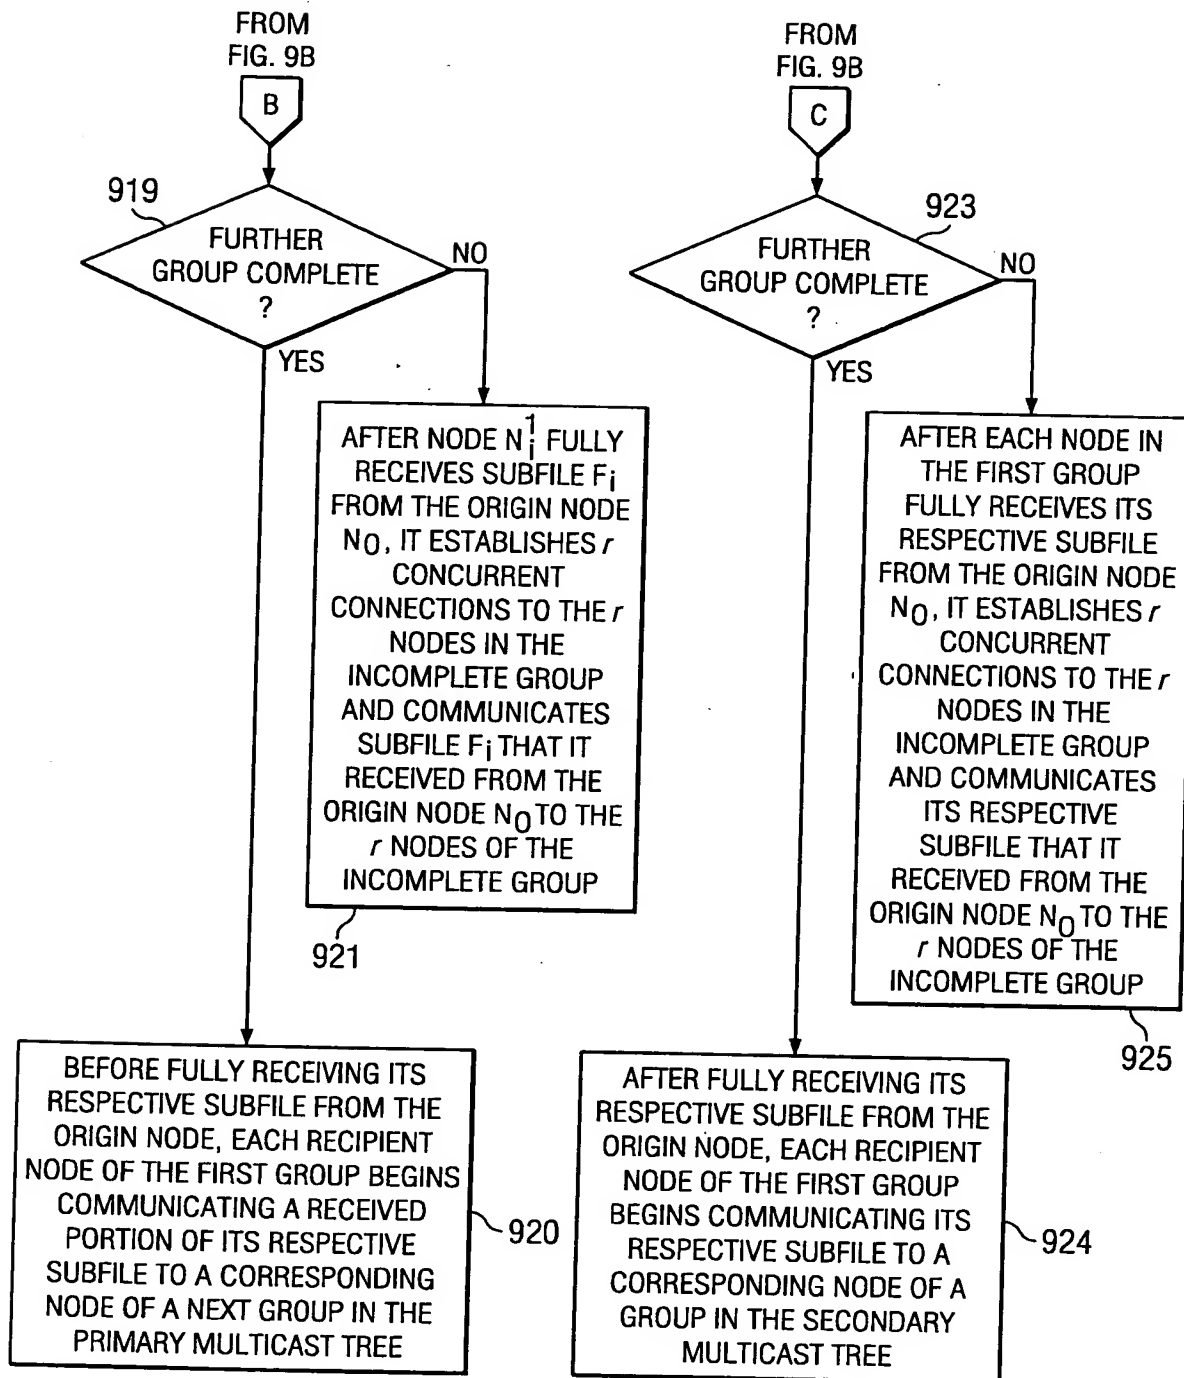 FROM
FIG. 9B
B
919
FURTHER
GROUP COMPLETE
?
NO
YES
AFTER NODE N¹i FULLY
RECEIVES SUBFILE Fi
FROM THE ORIGIN NODE
N0, IT ESTABLISHES r
CONCURRENT
CONNECTIONS TO THE r
NODES IN THE
INCOMPLETE GROUP
AND COMMUNICATES
SUBFILE Fi THAT IT
RECEIVED FROM THE
ORIGIN NODE N0 TO THE
r NODES OF THE
INCOMPLETE GROUP
921
BEFORE FULLY RECEIVING ITS
RESPECTIVE SUBFILE FROM THE
ORIGIN NODE, EACH RECIPIENT
NODE OF THE FIRST GROUP BEGINS
COMMUNICATING A RECEIVED
PORTION OF ITS RESPECTIVE
SUBFILE TO A CORRESPONDING
NODE OF A NEXT GROUP IN THE
PRIMARY MULTICAST TREE
920
FROM
FIG. 9B
C
923
FURTHER
GROUP COMPLETE
?
NO
YES
AFTER EACH NODE IN
THE FIRST GROUP
FULLY RECEIVES ITS
RESPECTIVE SUBFILE
FROM THE ORIGIN NODE
N0, IT ESTABLISHES r
CONCURRENT
CONNECTIONS TO THE r
NODES IN THE
INCOMPLETE GROUP
AND COMMUNICATES
ITS RESPECTIVE
SUBFILE THAT IT
RECEIVED FROM THE
ORIGIN NODE N0 TO THE
r NODES OF THE
INCOMPLETE GROUP
925
AFTER FULLY RECEIVING ITS
RESPECTIVE SUBFILE FROM THE
ORIGIN NODE, EACH RECIPIENT
NODE OF THE FIRST GROUP
BEGINS COMMUNICATING ITS
RESPECTIVE SUBFILE TO A
CORRESPONDING NODE OF A
GROUP IN THE SECONDARY
MULTICAST TREE
924